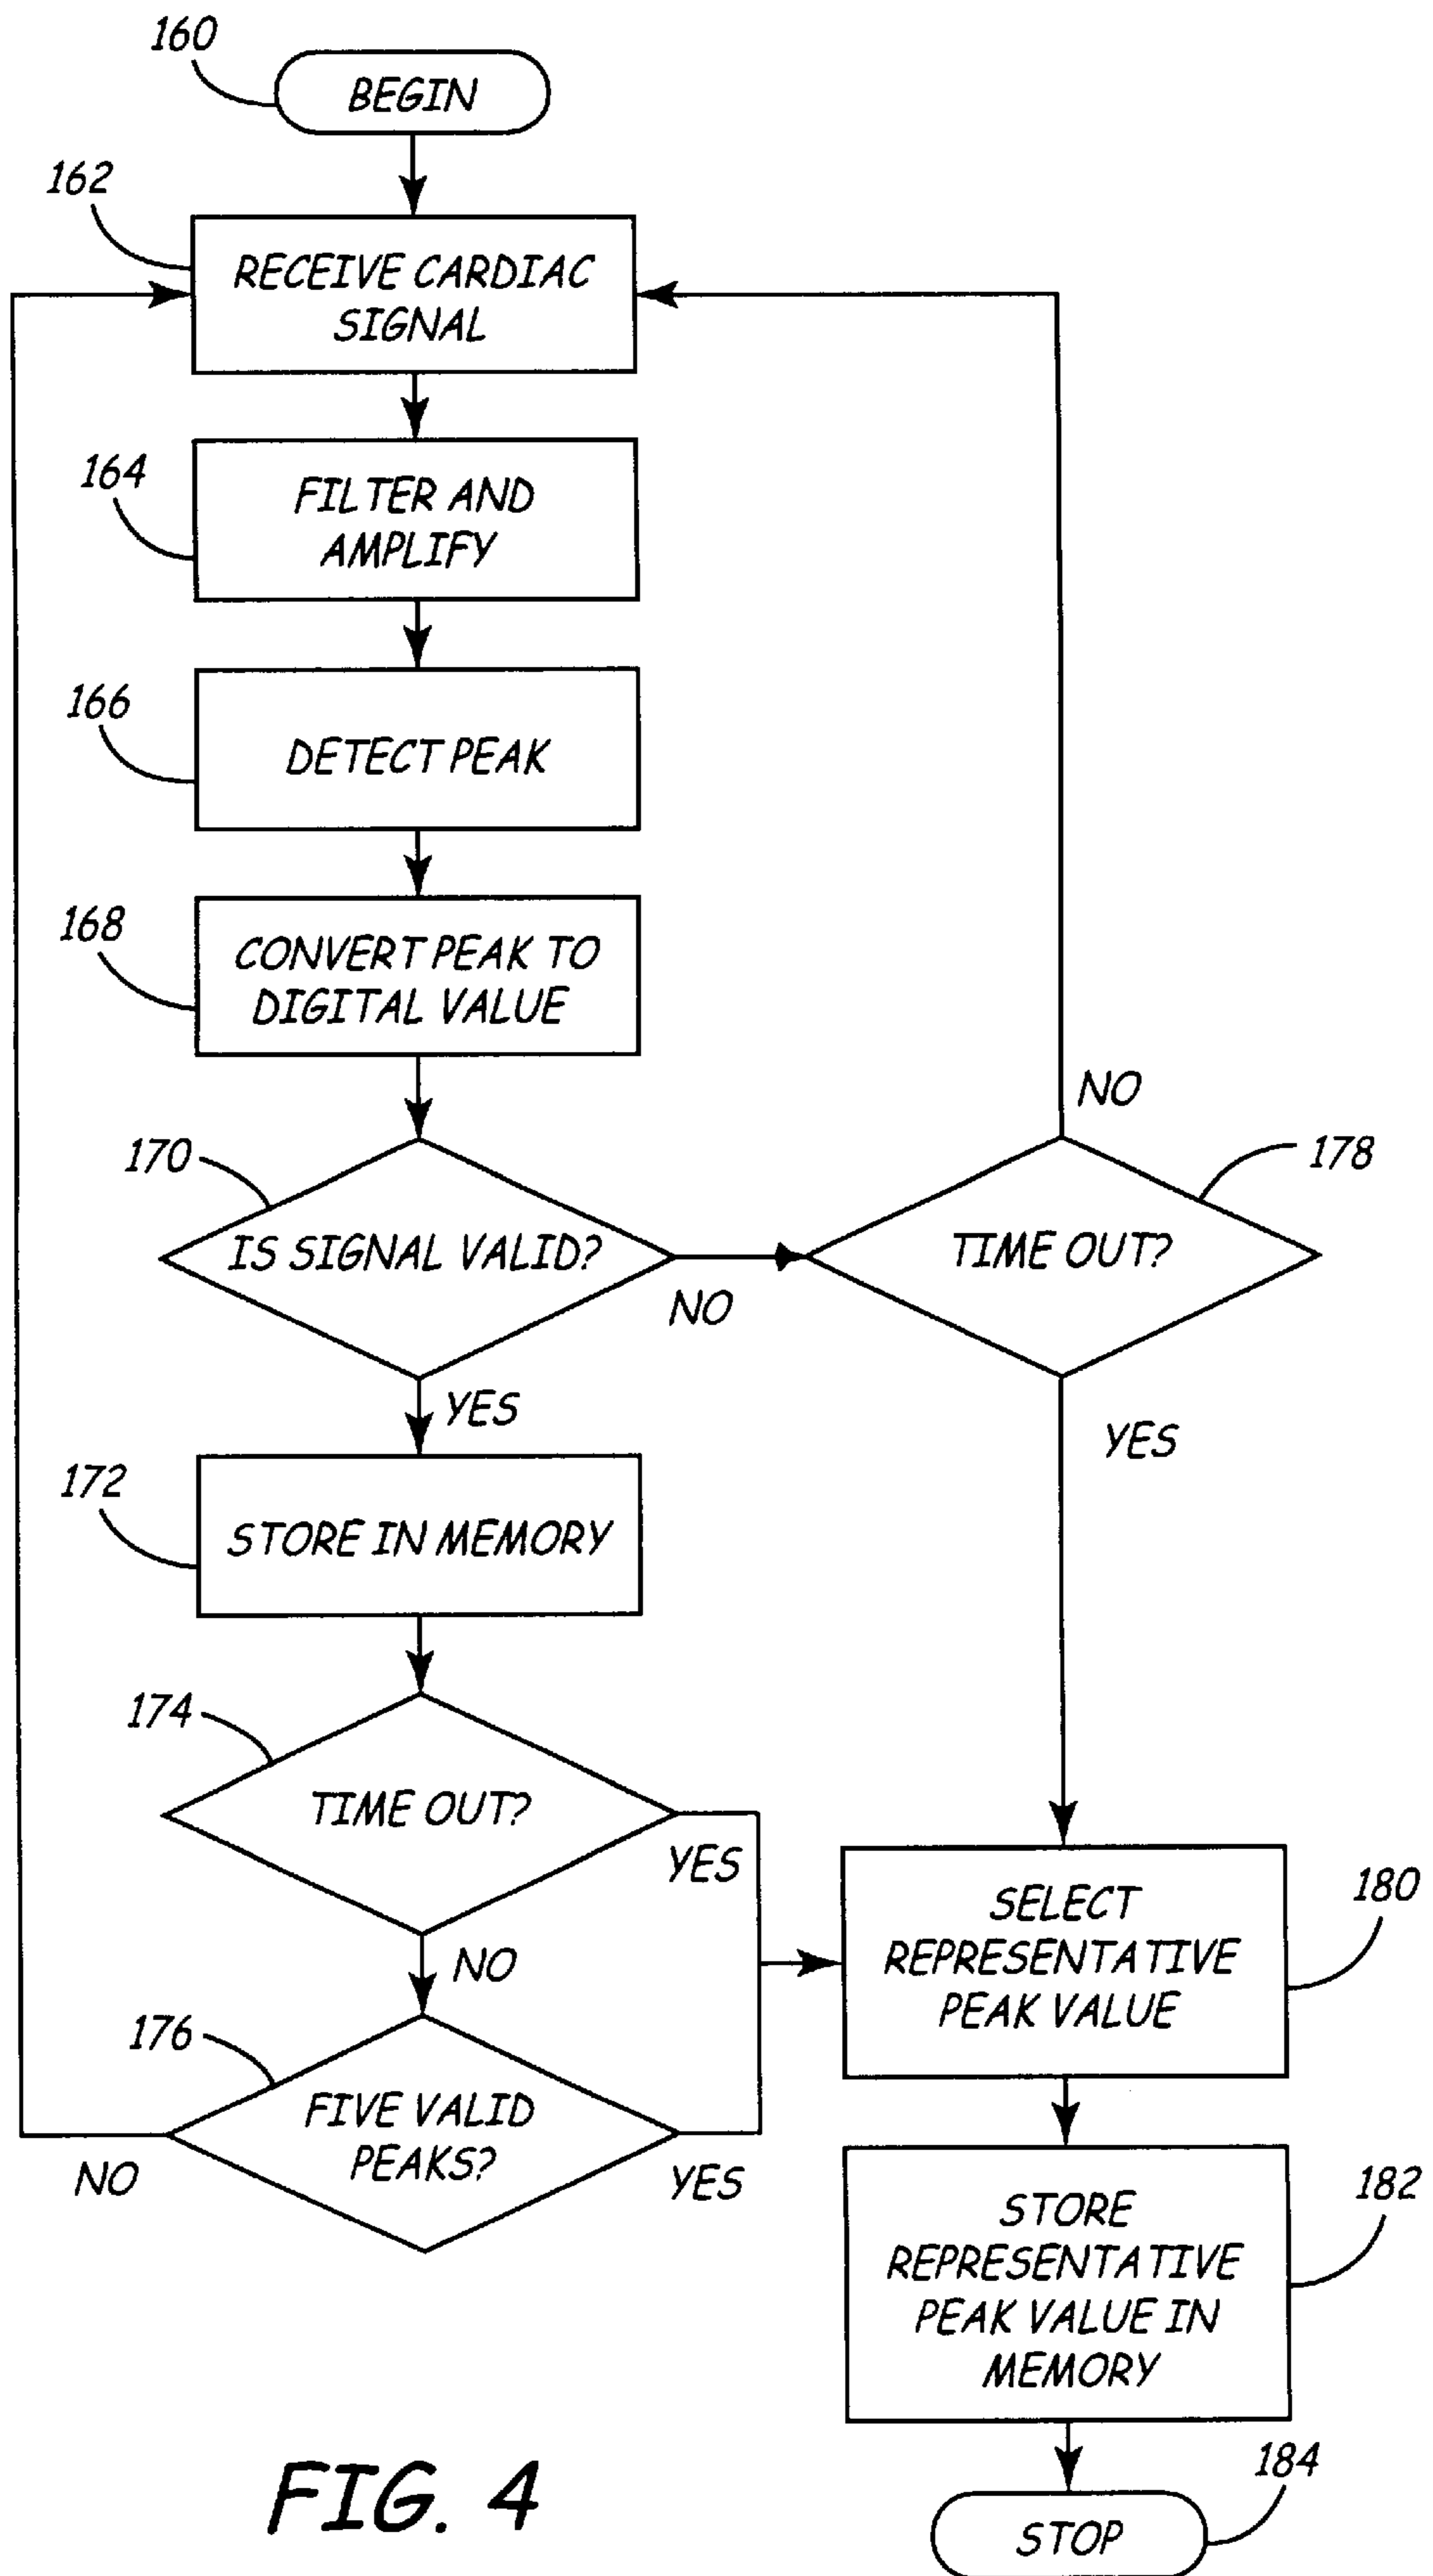 160
BEGIN
162
RECEIVE CARDIAC
SIGNAL
164
FILTER AND
AMPLIFY
166
DETECT PEAK
168
CONVERT PEAK TO
DIGITAL VALUE
NO
170
178
IS SIGNAL VALID?
TIME OUT?
NO
YES
YES
172
STORE IN MEMORY
174
TIME OUT?
YES
180
SELECT
REPRESENTATIVE
PEAK VALUE
NO
176
FIVE VALID
PEAKS?
NO
YES
182
STORE
REPRESENTATIVE
PEAK VALUE IN
MEMORY
184
STOP
FIG. 4